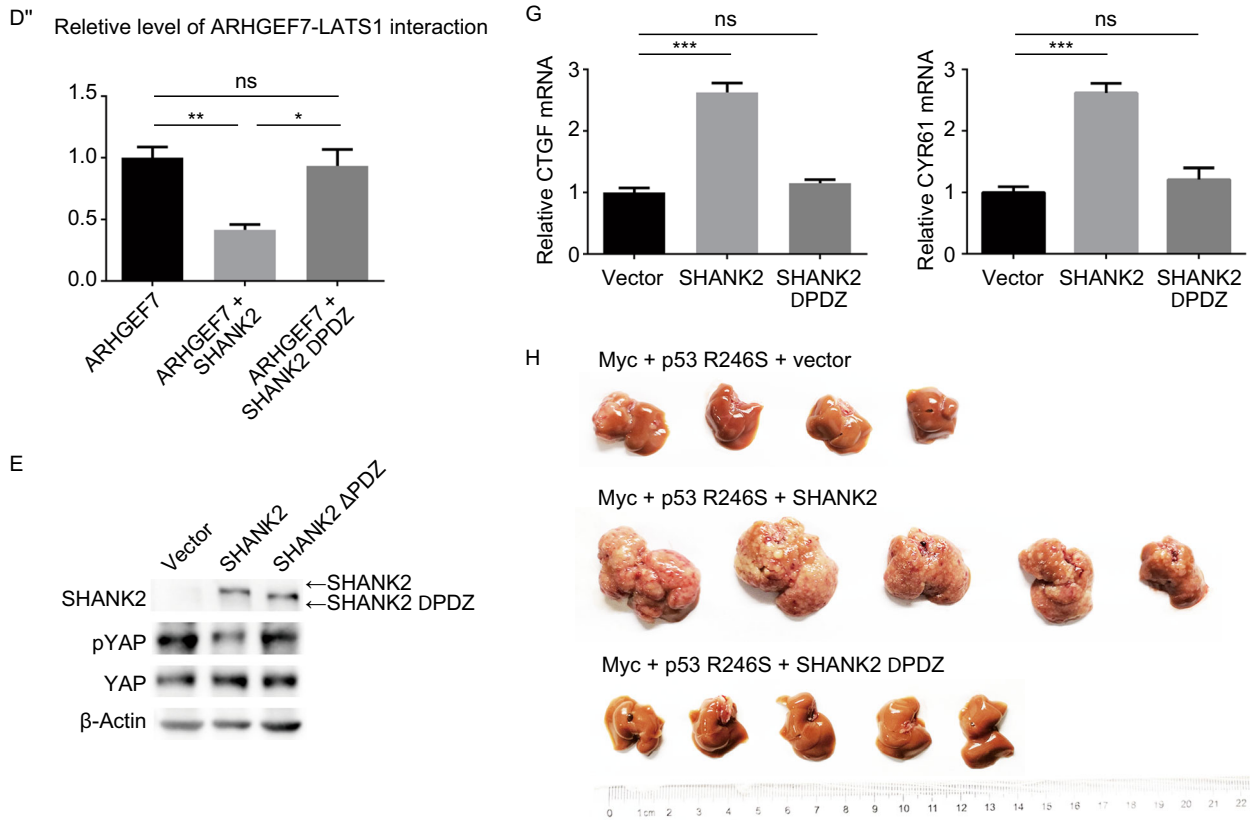 D"
Reletive level of ARHGEF7-LATS1 interaction
ns
**
*
1.5
1.0
0.5
0.0
ARHGEF7
ARHGEF7 +
SHANK2
ARHGEF7 +
SHANK2 DPDZ
E
Vector
SHANK2
SHANK2 ΔPDZ
SHANK2
←SHANK2
←SHANK2 DPDZ
pYAP
YAP
β-Actin
G
ns
***
Relative CTGF mRNA
3
2
1
0
Vector
SHANK2
SHANK2
DPDZ
ns
***
Relative CYR61 mRNA
3
2
1
0
Vector
SHANK2
SHANK2
DPDZ
H
Myc + p53 R246S + vector
Myc + p53 R246S + SHANK2
Myc + p53 R246S + SHANK2 DPDZ
0 1cm 2 3 4 5 6 7 8 9 10 11 12 13 14 15 16 17 18 19 20 21 22